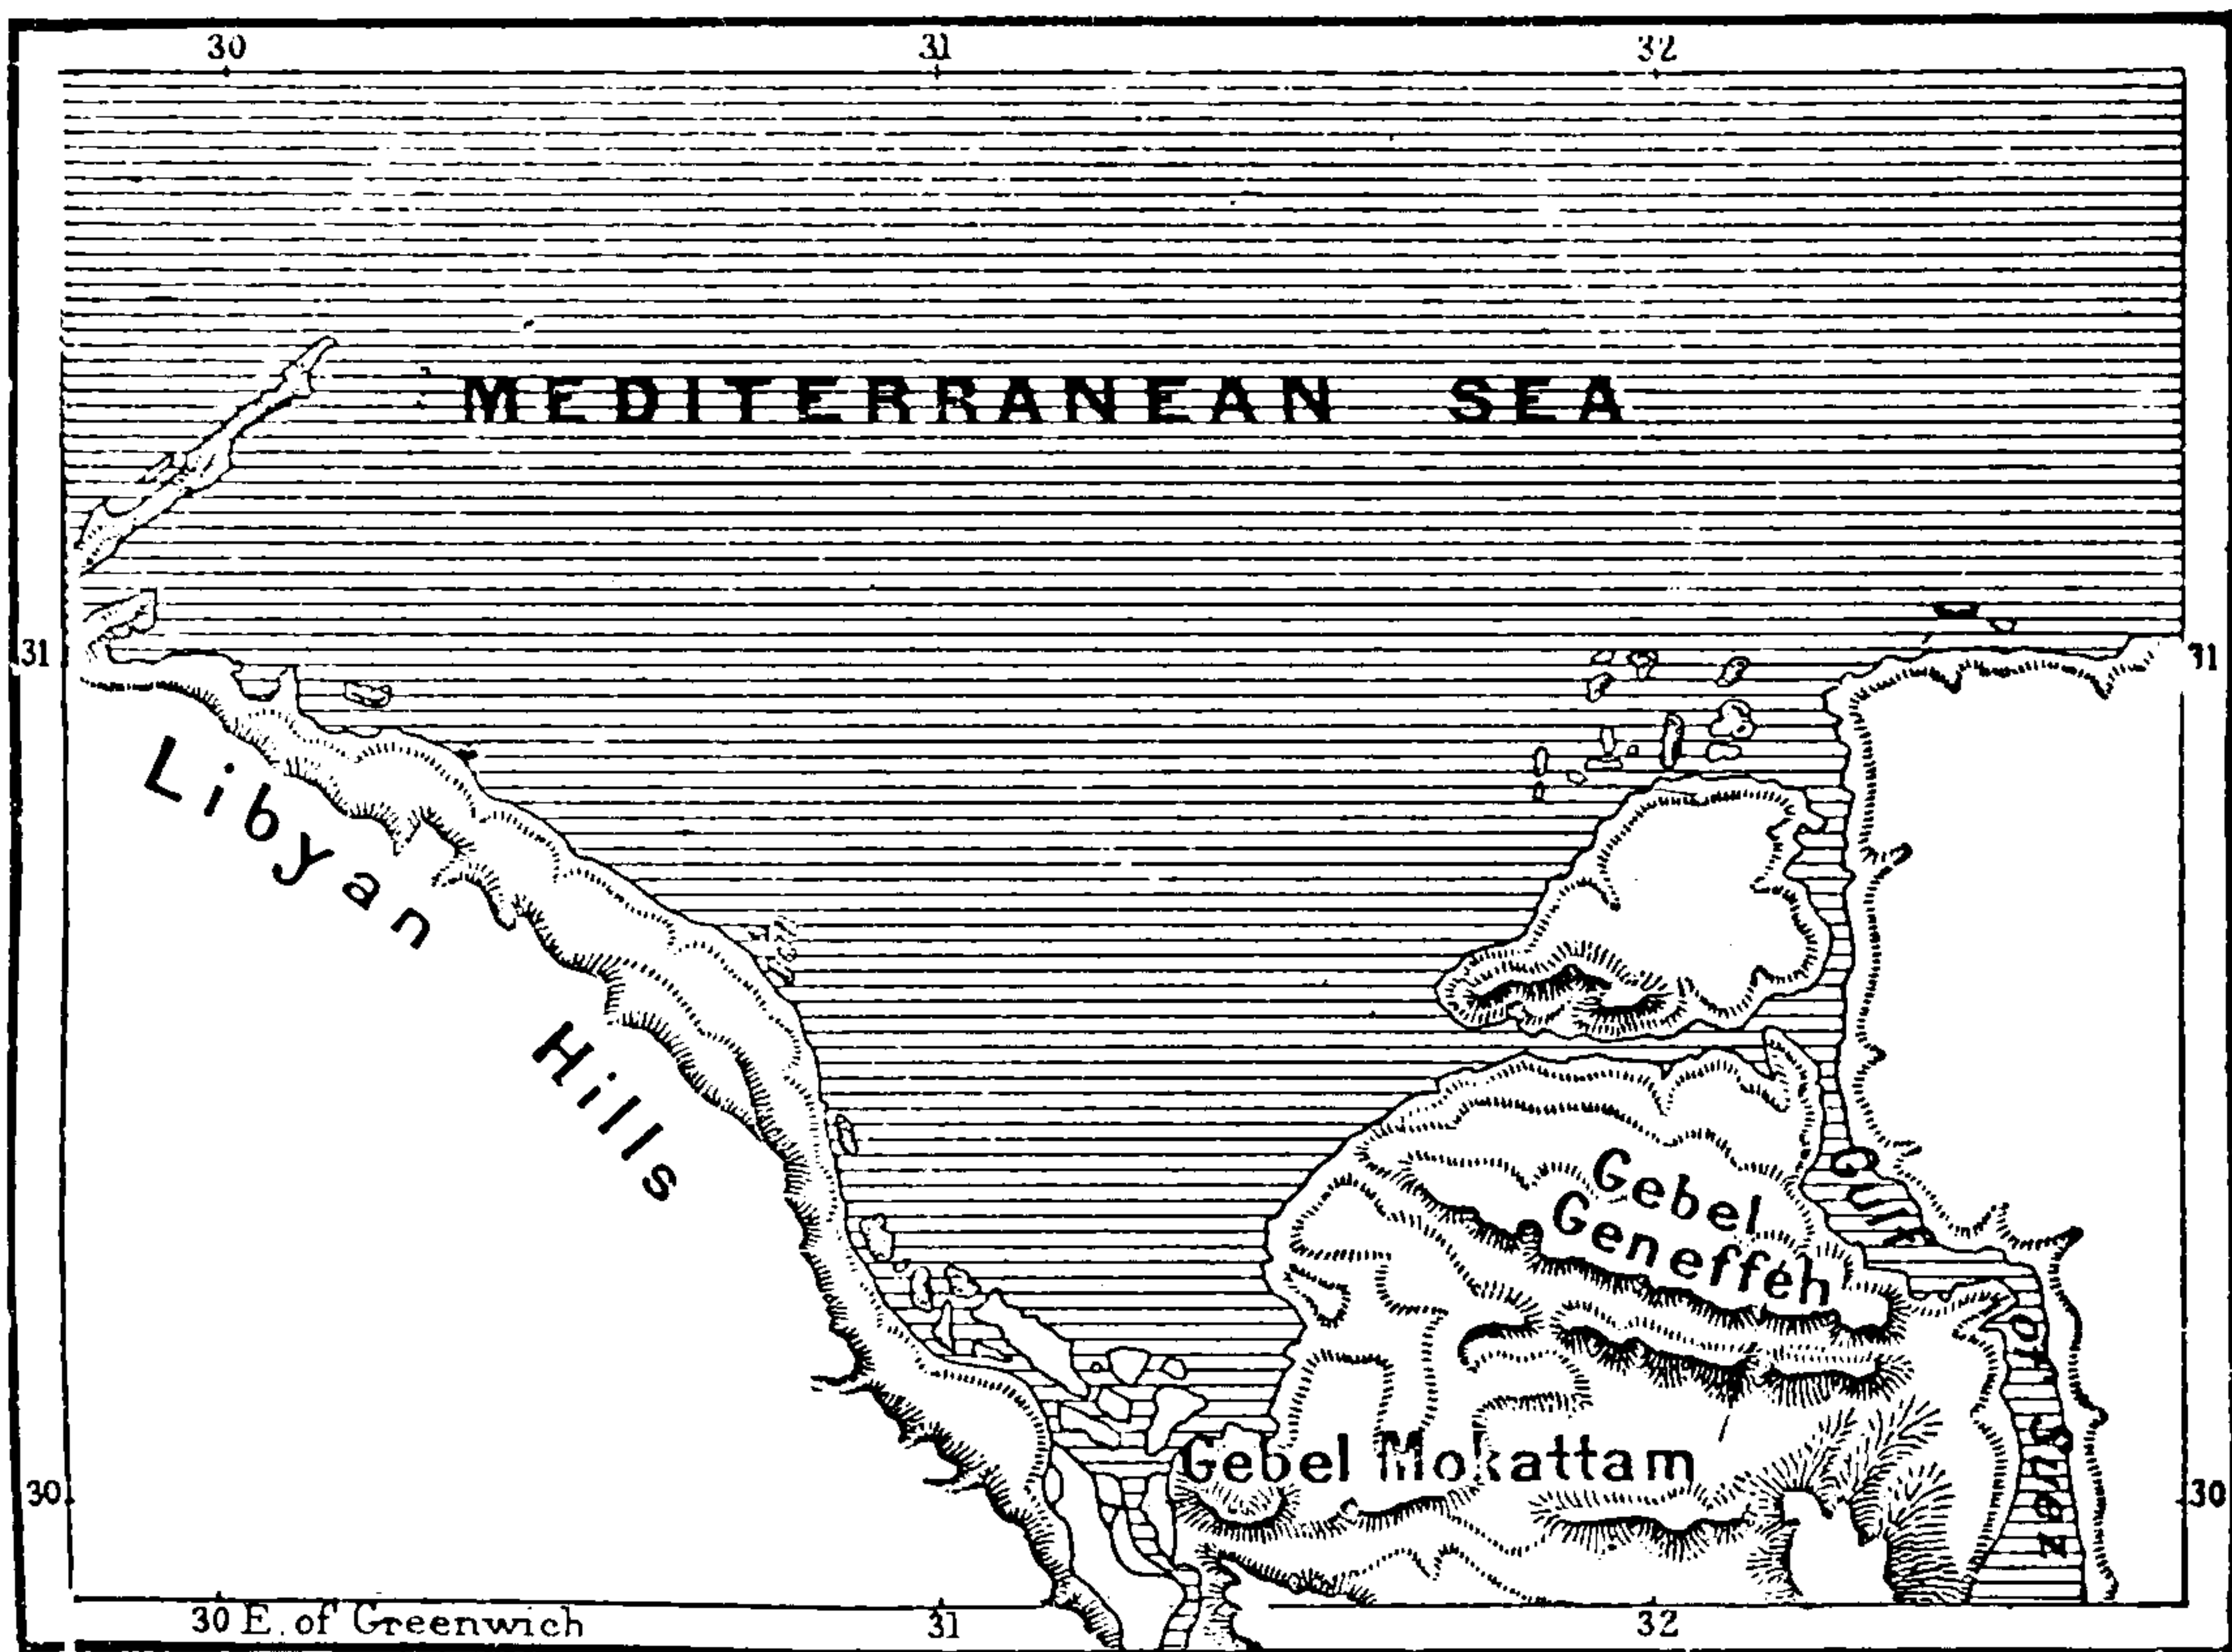 30 31 32
MEDITERRANEAN SEA
31 31
Libyan
Hills
Gebel
Geneffeh
Gulf
of Suez
Gebel Mokattam
30 30
30 E. of Greenwich 31 32